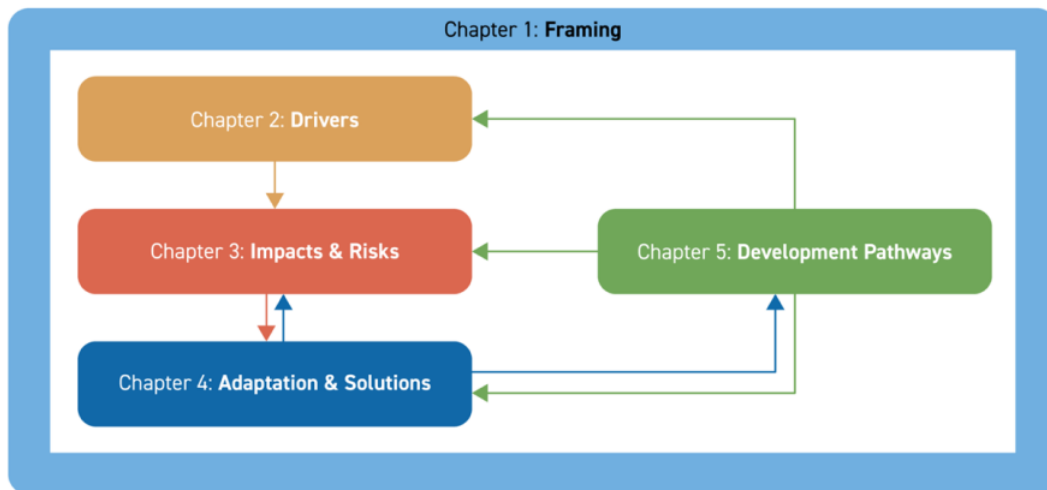 Chapter 1: Framing
Chapter 2: Drivers
Chapter 3: Impacts & Risks
Chapter 5: Development Pathways
Chapter 4: Adaptation & Solutions